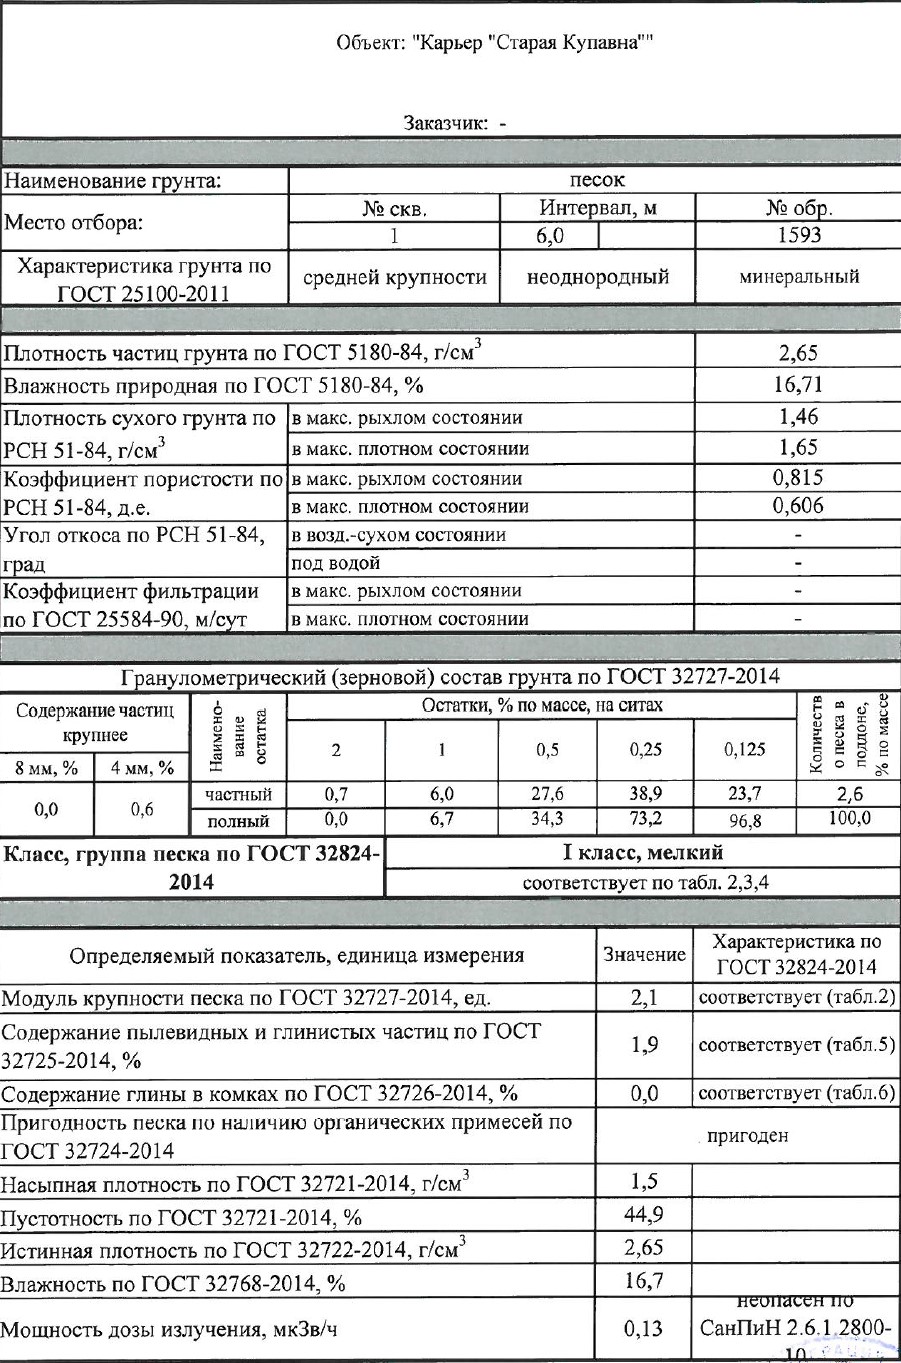 Объект: "Карьер "Старая Купавна""
Заказчик: -
Наименование грунта: песок
Место отбора: № скв. Интервал, м № обр.
1 6,0 1593
Характеристика грунта по
ГОСТ 25100-2011
средней крупности неоднородный минеральный
Плотность частиц грунта по ГОСТ 5180-84, г/см³ 2,65
Влажность природная по ГОСТ 5180-84, % 16,71
Плотность сухого грунта по
РСН 51-84, г/см³
в макс. рыхлом состоянии 1,46
в макс. плотном состоянии 1,65
Коэффициент пористости по
РСН 51-84, д.е.
в макс. рыхлом состоянии 0,815
в макс. плотном состоянии 0,606
Угол откоса по РСН 51-84,
град
в возд.-сухом состоянии -
под водой -
Коэффициент фильтрации
по ГОСТ 25584-90, м/сут
в макс. рыхлом состоянии -
в макс. плотном состоянии -
Гранулометрический (зерновой) состав грунта по ГОСТ 32727-2014
Содержание частиц
крупнее
8 мм, % 4 мм, %
0,0 0,6
Наимено-
вание
остатка
Остатки, % по массе, на ситах
2 1 0,5 0,25 0,125
Количеств
о песка в
поддоне,
% по массе
частный 0,7 6,0 27,6 38,9 23,7 2,6
полный 0,0 6,7 34,3 73,2 96,8 100,0
Класс, группа песка по ГОСТ 32824-
2014
I класс, мелкий
соответствует по табл. 2,3,4
Определяемый показатель, единица измерения Значение
Характеристика по
ГОСТ 32824-2014
Модуль крупности песка по ГОСТ 32727-2014, ед. 2,1 соответствует (табл.2)
Содержание пылевидных и глинистых частиц по ГОСТ
32725-2014, %
1,9 соответствует (табл.5)
Содержание глины в комках по ГОСТ 32726-2014, % 0,0 соответствует (табл.6)
Пригодность песка по наличию органических примесей по
ГОСТ 32724-2014
пригоден
Насыпная плотность по ГОСТ 32721-2014, г/см³ 1,5
Пустотность по ГОСТ 32721-2014, % 44,9
Истинная плотность по ГОСТ 32722-2014, г/см³ 2,65
Влажность по ГОСТ 32768-2014, % 16,7
Мощность дозы излучения, мкЗв/ч 0,13
неопасен по
СанПиН 2.6.1.2800-
10